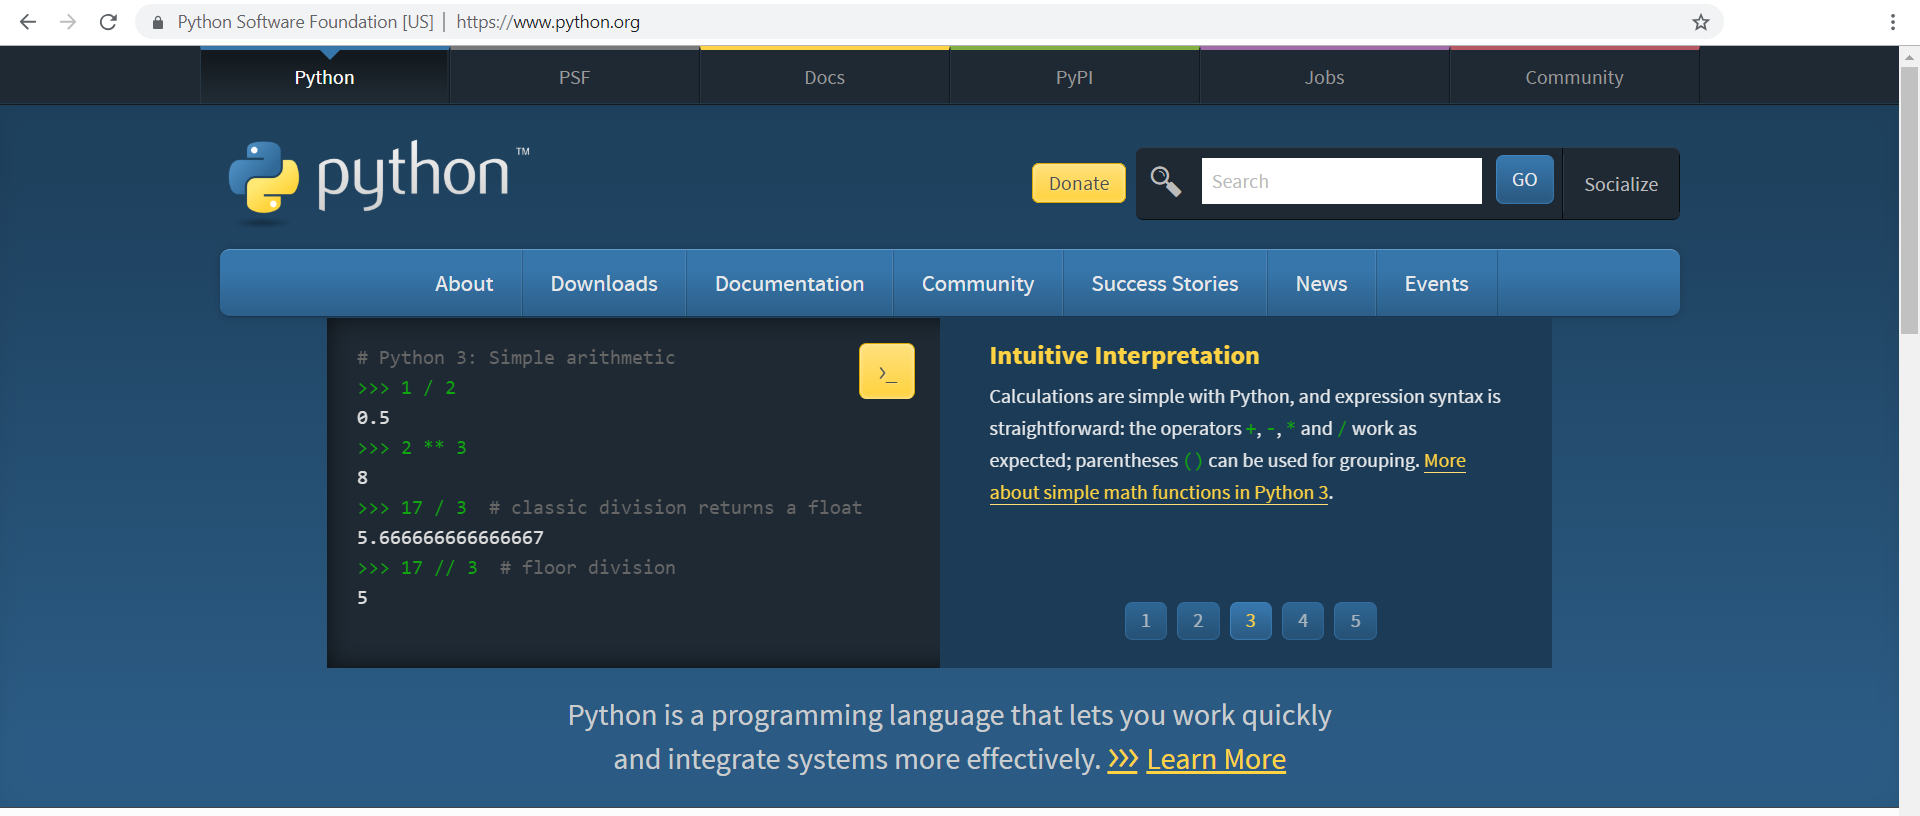 Python Software Foundation [US] | https://www.python.org
Python PSF Docs PyPI Jobs Community
python™
Donate Search GO Socialize
About Downloads Documentation Community Success Stories News Events
# Python 3: Simple arithmetic
>>> 1 / 2
0.5
>>> 2 ** 3
8
>>> 17 / 3  # classic division returns a float
5.666666666666667
>>> 17 // 3  # floor division
5
>_
Intuitive Interpretation
Calculations are simple with Python, and expression syntax is
straightforward: the operators +, -, * and / work as
expected; parentheses () can be used for grouping. More
about simple math functions in Python 3.
1 2 3 4 5
Python is a programming language that lets you work quickly
and integrate systems more effectively. >>> Learn More